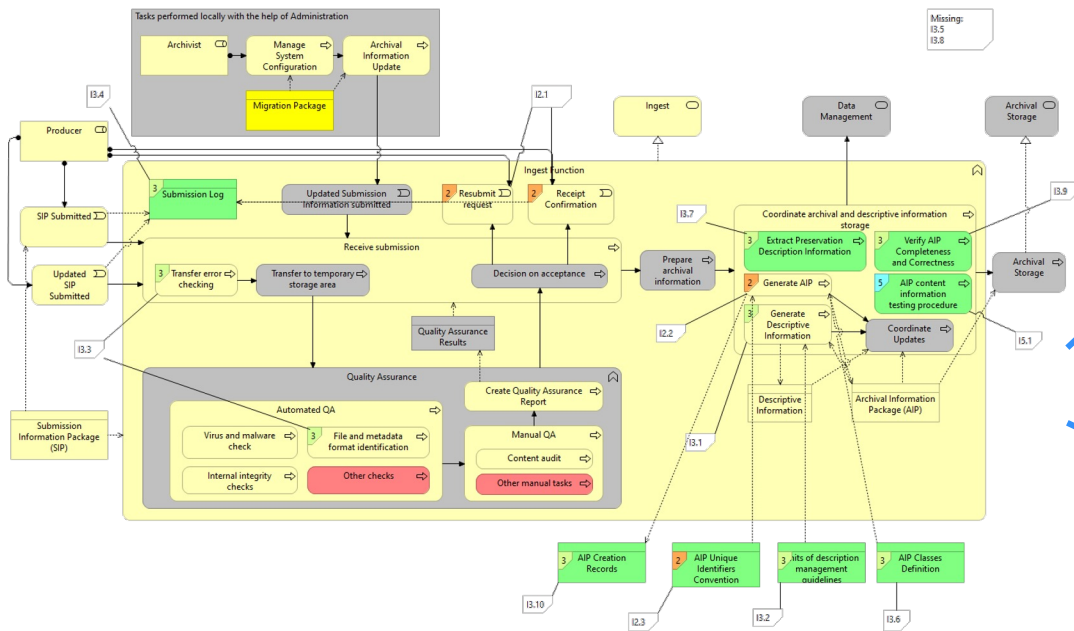 Tasks performed locally with the help of Administration
Archivist
Manage
System
Configuration
Archival
Information
Update
Migration Package
Missing:
I3.5
I3.8
I3.4
I2.1
Ingest
Data
Management
Archival
Storage
Producer
Ingest Function
3
Submission Log
Updated Submission
Information submitted
2
Resubmit
request
2
Receipt
Confirmation
I3.9
I3.7
SIP Submitted
Updated
SIP
Submitted
Receive submission
3
Transfer error
checking
Transfer to temporary
storage area
Decision on acceptance
Prepare
archival
information
Coordinate archival and descriptive information
storage
3
Extract Preservation
Description Information
3
Verify AIP
Completeness
and Correctness
2
Generate AIP
5
AIP content
information
testing procedure
3
Generate
Descriptive
Information
Coordinate
Updates
Archival
Storage
I2.2
I5.1
I3.3
Quality Assurance
Results
Descriptive
Information
Archival Information
Package (AIP)
I3.1
Quality Assurance
Create Quality Assurance
Report
Automated QA
Virus and malware
check
3
File and metadata
format identification
Internal integrity
checks
Other checks
Manual QA
Content audit
Other manual tasks
Submission
Information Package
(SIP)
3
AIP Creation
Records
2
AIP Unique
Identifiers
Convention
3
nits of description
management
guidelines
3
AIP Classes
Definition
I3.10
I2.3
I3.2
I3.6